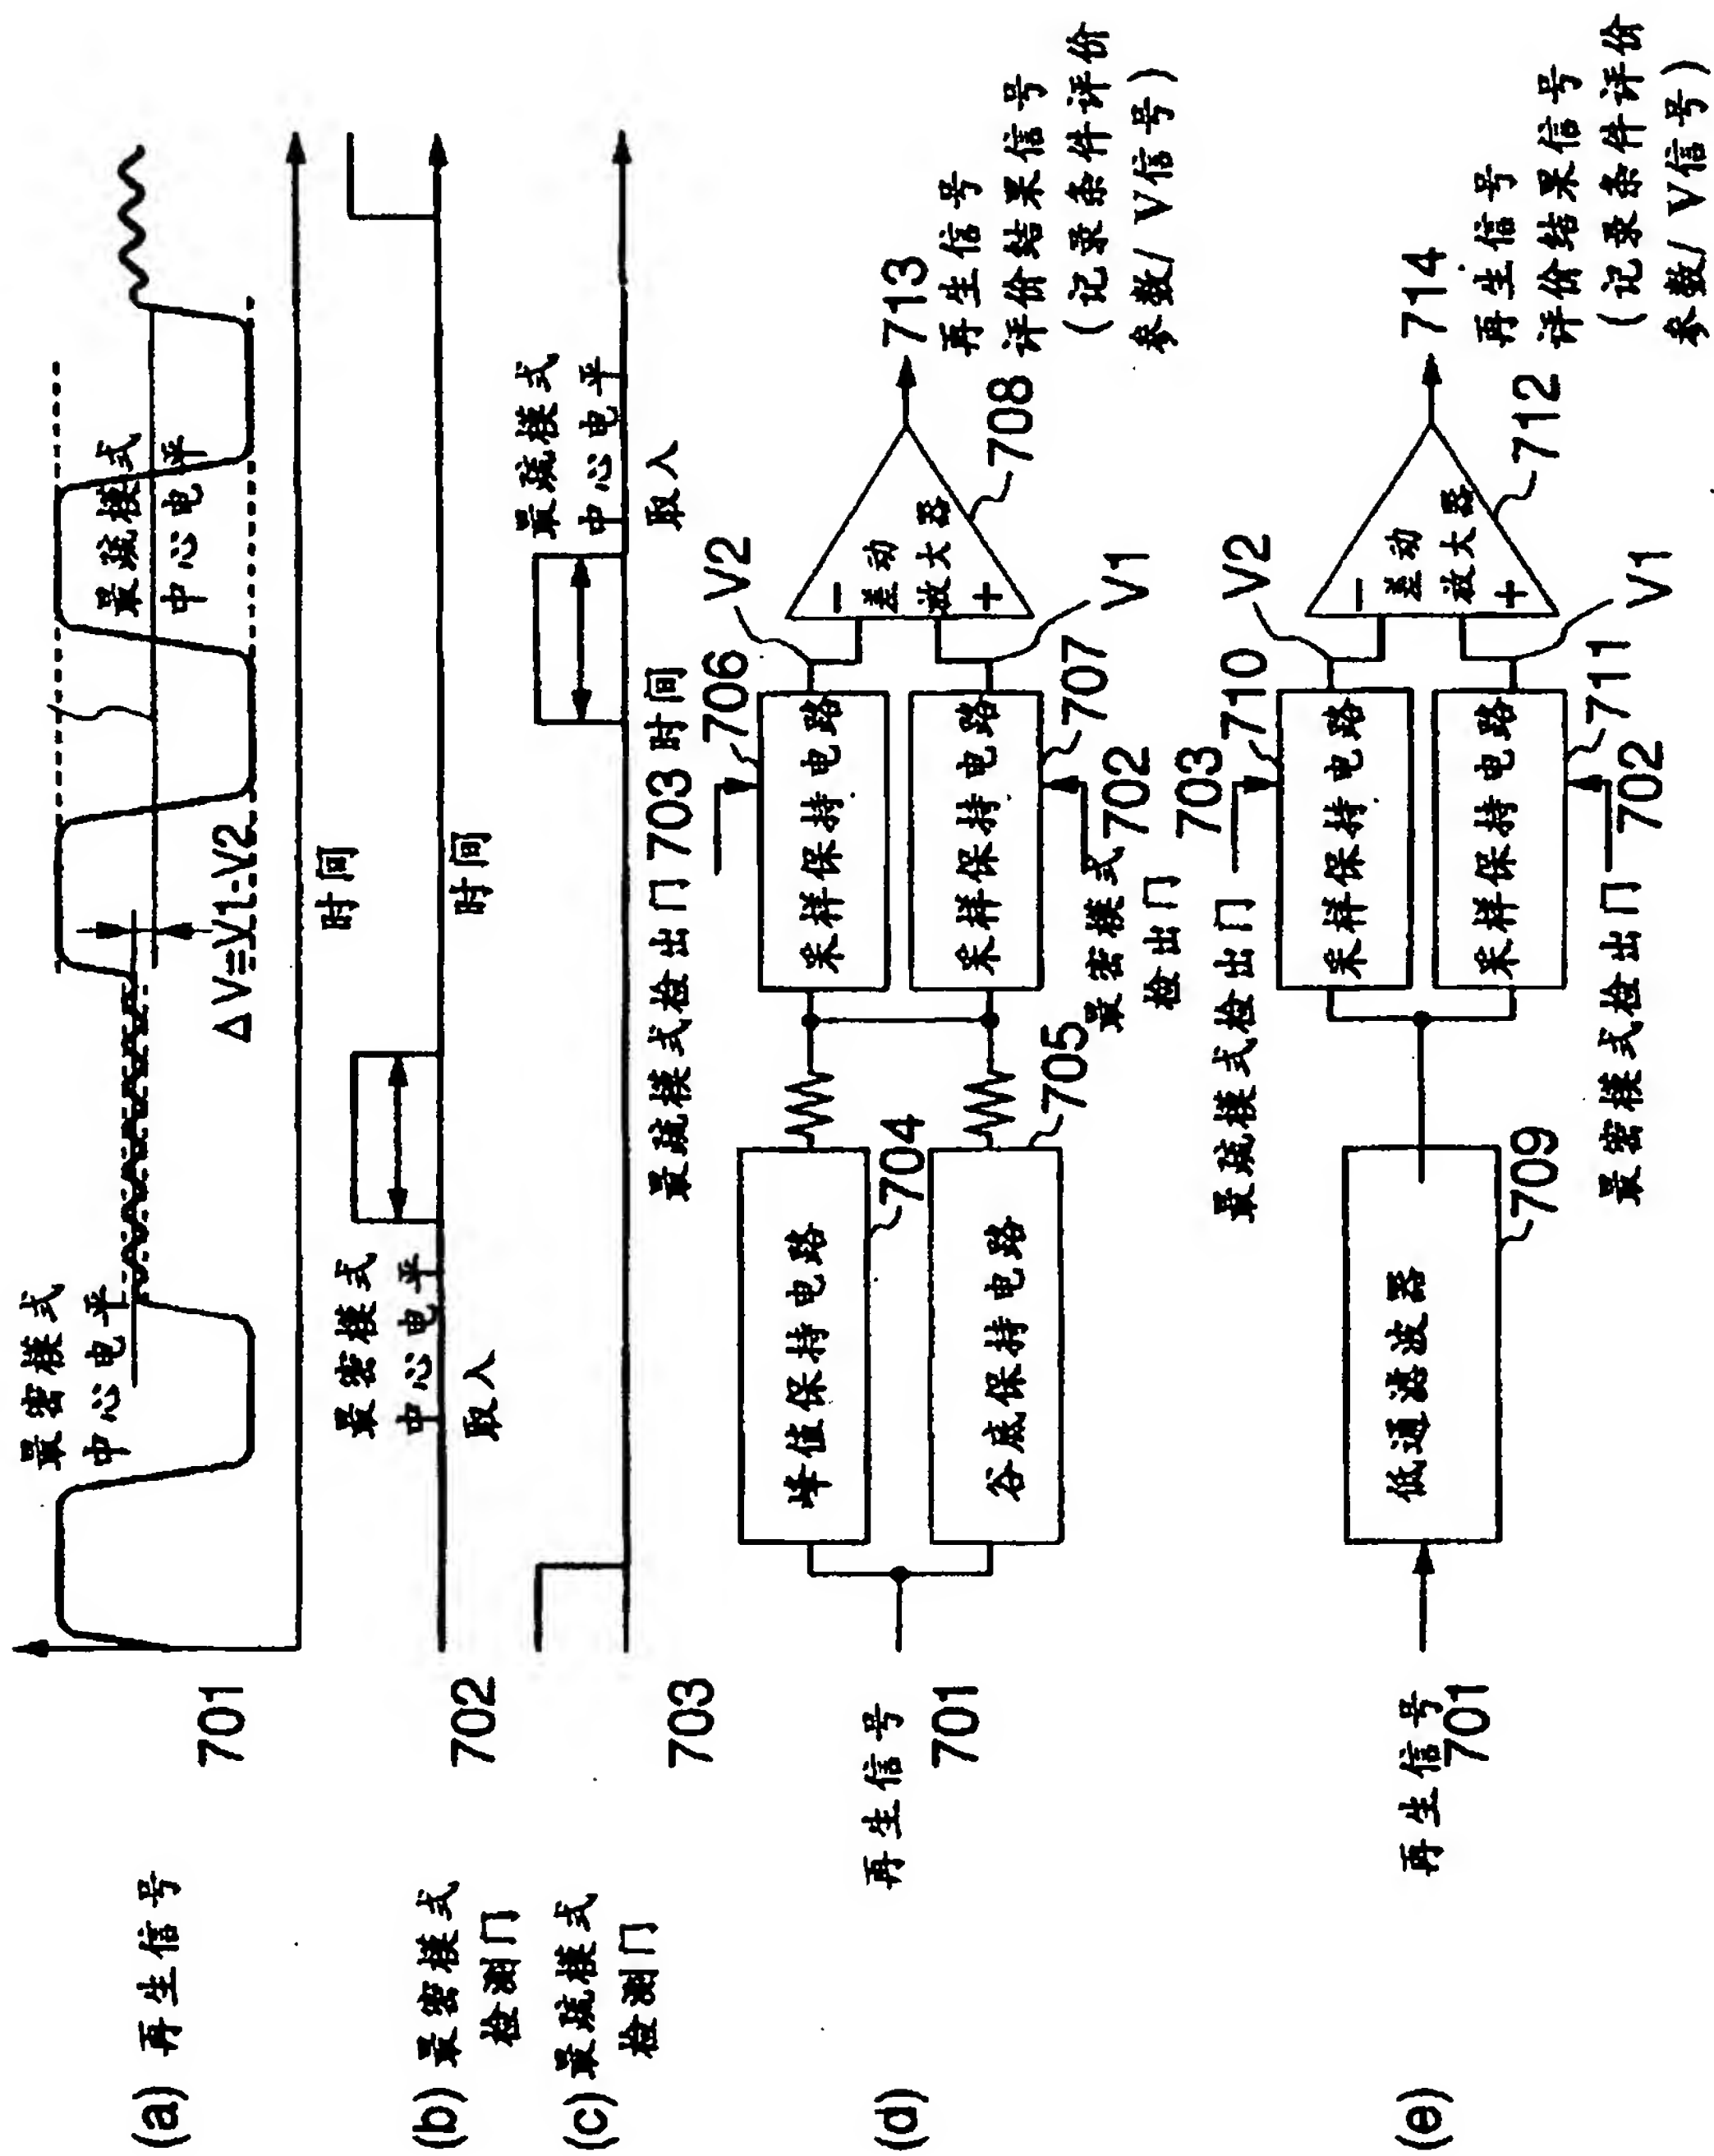 (a) 再生信号
701
最密模式
中心电平
ΔV=V1-V2
最疏模式
中心电平
时间
(b) 最密模式
检测门
702
最密模式
中心电平
取入
时间
(c) 最疏模式
检测门
703
最疏模式
中心电平
取入
时间
(d)
再生信号
701
峰值保持电路
704
谷底保持电路
705
最疏模式检出门 703
采样保持电路
706
采样保持电路
707
最密模式
检出门
702
V2
V1
−
差动
放大器
+
708
713
再生信号
评价结果信号
(记录条件评价
参数/V信号)
(e)
再生信号
701
低通滤波器
709
最疏模式检出门
703
采样保持电路
710
采样保持电路
711
最密模式检出门
702
V2
V1
−
差动
放大器
+
712
714
再生信号
评价结果信号
(记录条件评价
参数/V信号)